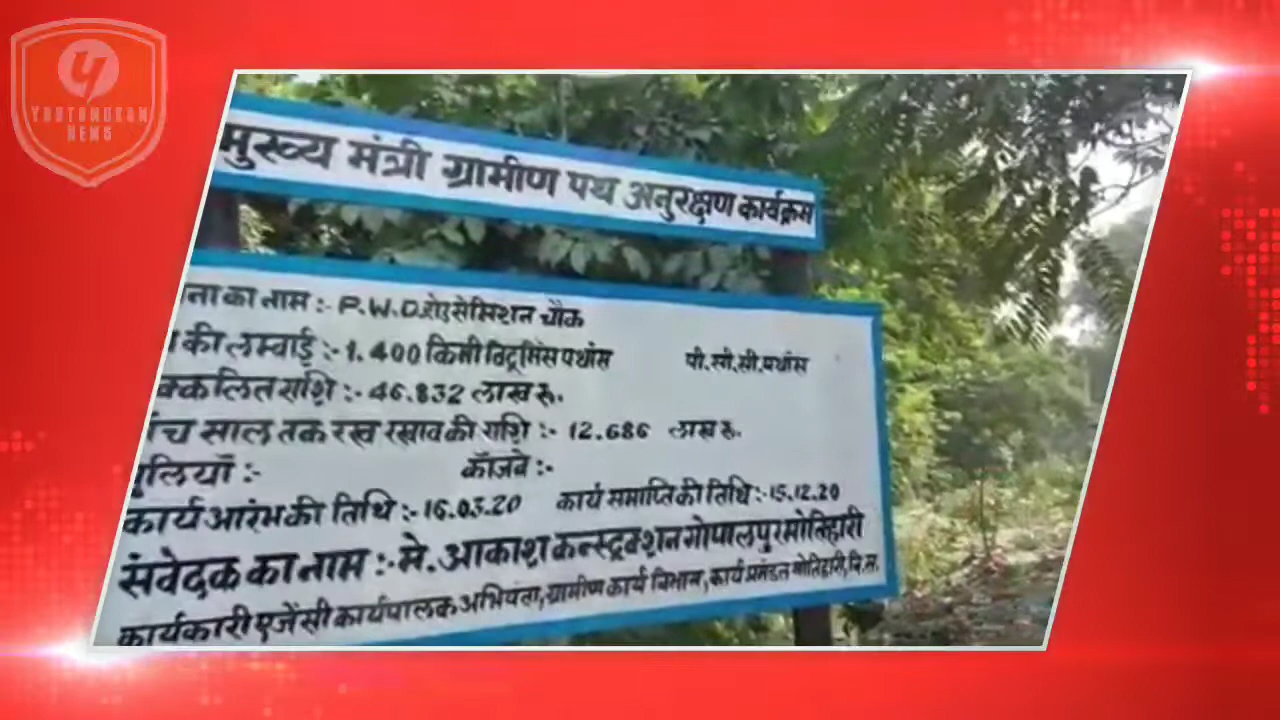 YUGTOMUKAM
NEWS
मुख्य मंत्री ग्रामीण पथ अनुरक्षण कार्यक्रम
ना का नाम :- P.W.D रोड से मिशन चौक
की लम्बाई :- 1.400 किमी विटूमिंस पथांस पी.सी.सी.पथांस
क्कलित राशि :- 46.832 लाख रू.
ंच साल तक रख रखाव की राशि :- 12.686 लाख रू.
पुलियाँ :- कॉजवे :-
कार्य आरंभ की तिथि :- 16.03.20 कार्य समाप्ति की तिथि :- 15.12.20
संवेदक का नाम :- मे. आकाश कन्स्ट्रक्शन गोपालपुर मोतिहारी
कार्यकारी एजेंसी कार्यपालक अभियंता, ग्रामीण कार्य विभाग, कार्य प्रमंडल मोतिहारी, बि.स.